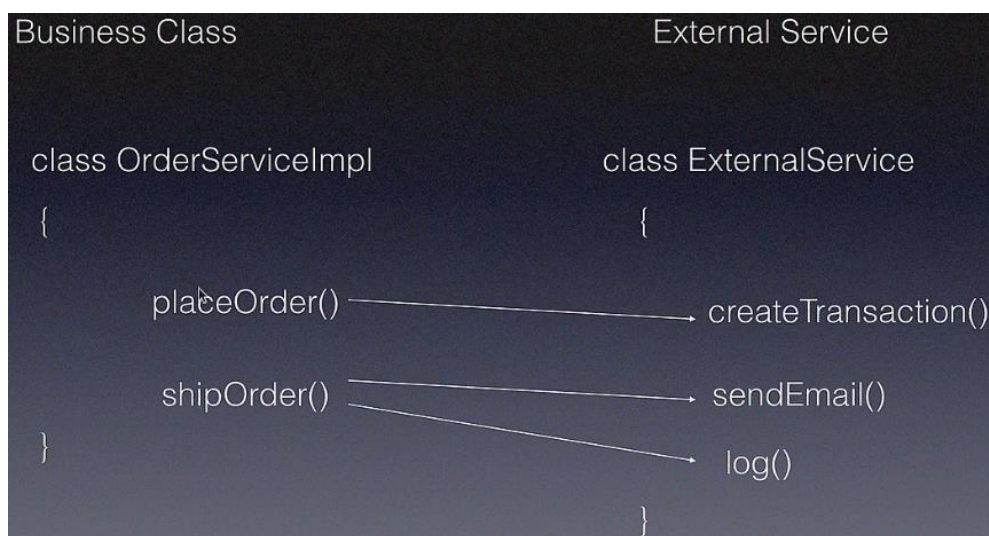 Business Class
External Service
class OrderServiceImpl
class ExternalService
{
{
placeOrder()
createTransaction()
shipOrder()
sendEmail()
log()
}
}